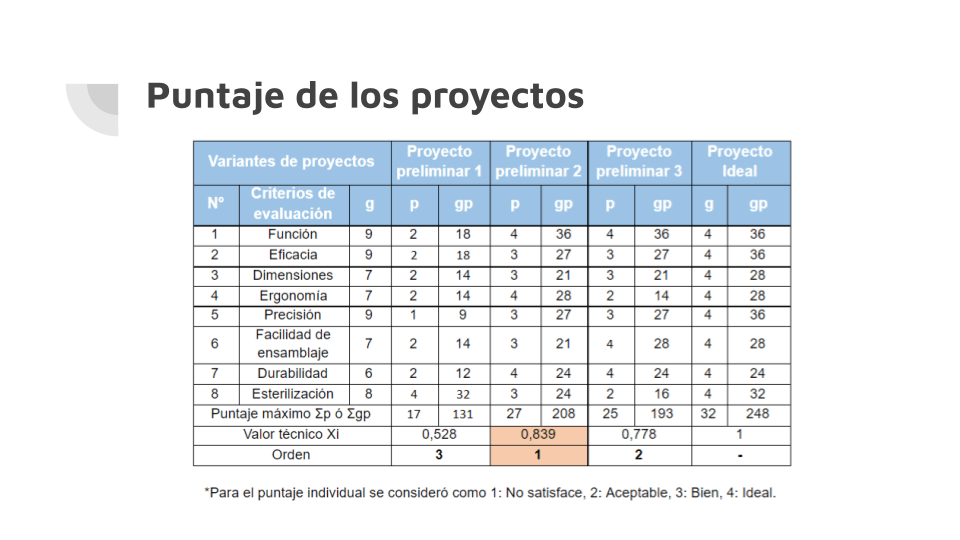 Puntaje de los proyectos
Variantes de proyectos Proyecto preliminar 1 Proyecto preliminar 2 Proyecto preliminar 3 Proyecto Ideal
Nº Criterios de evaluación g p gp p gp p gp g gp
1 Función 9 2 18 4 36 4 36 4 36
2 Eficacia 9 2 18 3 27 3 27 4 36
3 Dimensiones 7 2 14 3 21 3 21 4 28
4 Ergonomía 7 2 14 4 28 2 14 4 28
5 Precisión 9 1 9 3 27 3 27 4 36
6 Facilidad de ensamblaje 7 2 14 3 21 4 28 4 28
7 Durabilidad 6 2 12 4 24 4 24 4 24
8 Esterilización 8 4 32 3 24 2 16 4 32
Puntaje máximo Σp ó Σgp 17 131 27 208 25 193 32 248
Valor técnico Xi 0,528 0,839 0,778 1
Orden 3 1 2 -
*Para el puntaje individual se consideró como 1: No satisface, 2: Aceptable, 3: Bien, 4: Ideal.